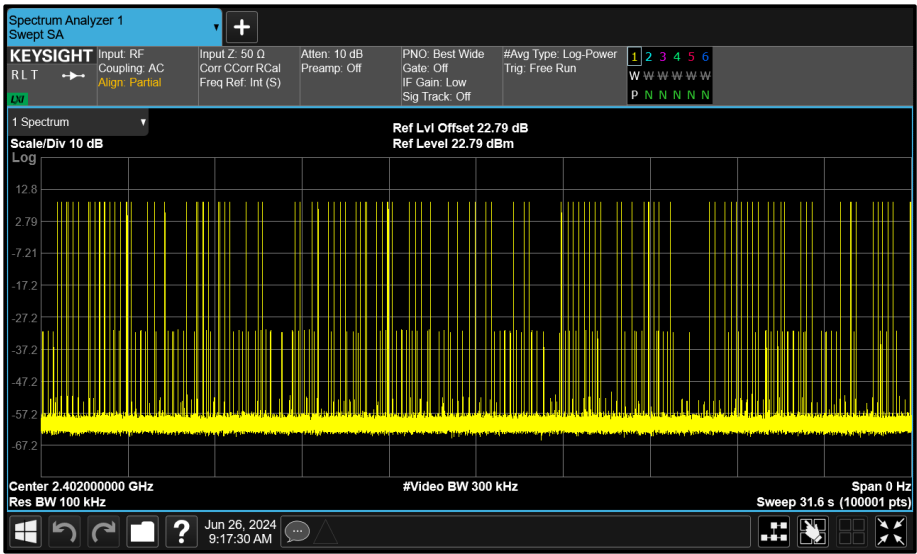 Spectrum Analyzer 1
Swept SA
+
KEYSIGHT
R L T
LXI
Input: RF
Coupling: AC
Align: Partial
Input Z: 50 Ω
Corr CCorr RCal
Freq Ref: Int (S)
Atten: 10 dB
Preamp: Off
PNO: Best Wide
Gate: Off
IF Gain: Low
Sig Track: Off
#Avg Type: Log-Power
Trig: Free Run
1 2 3 4 5 6
W W W W W W
P N N N N N
1 Spectrum
Scale/Div 10 dB
Ref Lvl Offset 22.79 dB
Ref Level 22.79 dBm
Log
12.8
2.79
-7.21
-17.2
-27.2
-37.2
-47.2
-57.2
-67.2
Center 2.402000000 GHz
#Video BW 300 kHz
Span 0 Hz
Res BW 100 kHz
Sweep 31.6 s (100001 pts)
?
Jun 26, 2024
9:17:30 AM